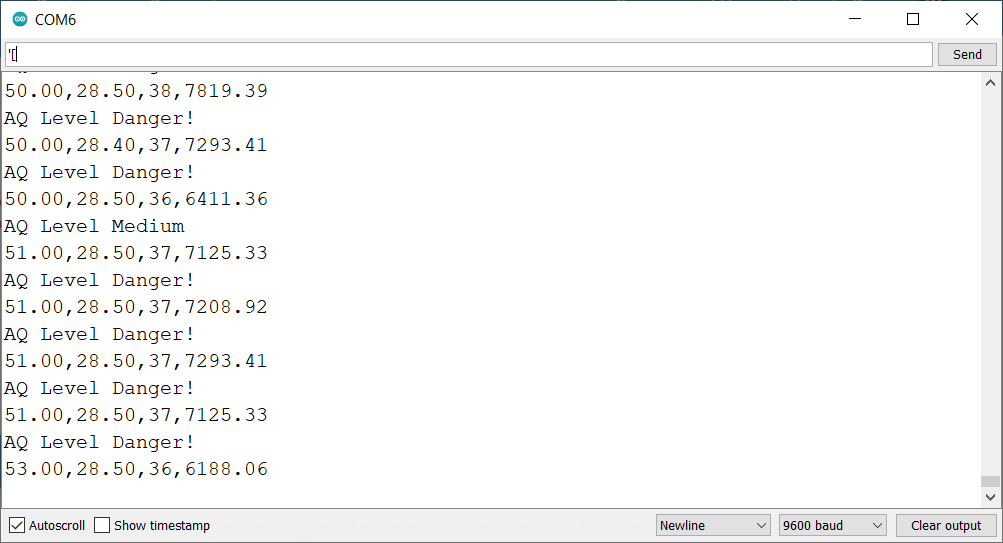 COM6
'[
Send
50.00,28.50,38,7819.39
AQ Level Danger!
50.00,28.40,37,7293.41
AQ Level Danger!
50.00,28.50,36,6411.36
AQ Level Medium
51.00,28.50,37,7125.33
AQ Level Danger!
51.00,28.50,37,7208.92
AQ Level Danger!
51.00,28.50,37,7293.41
AQ Level Danger!
51.00,28.50,37,7125.33
AQ Level Danger!
53.00,28.50,36,6188.06
Autoscroll Show timestamp Newline 9600 baud Clear output